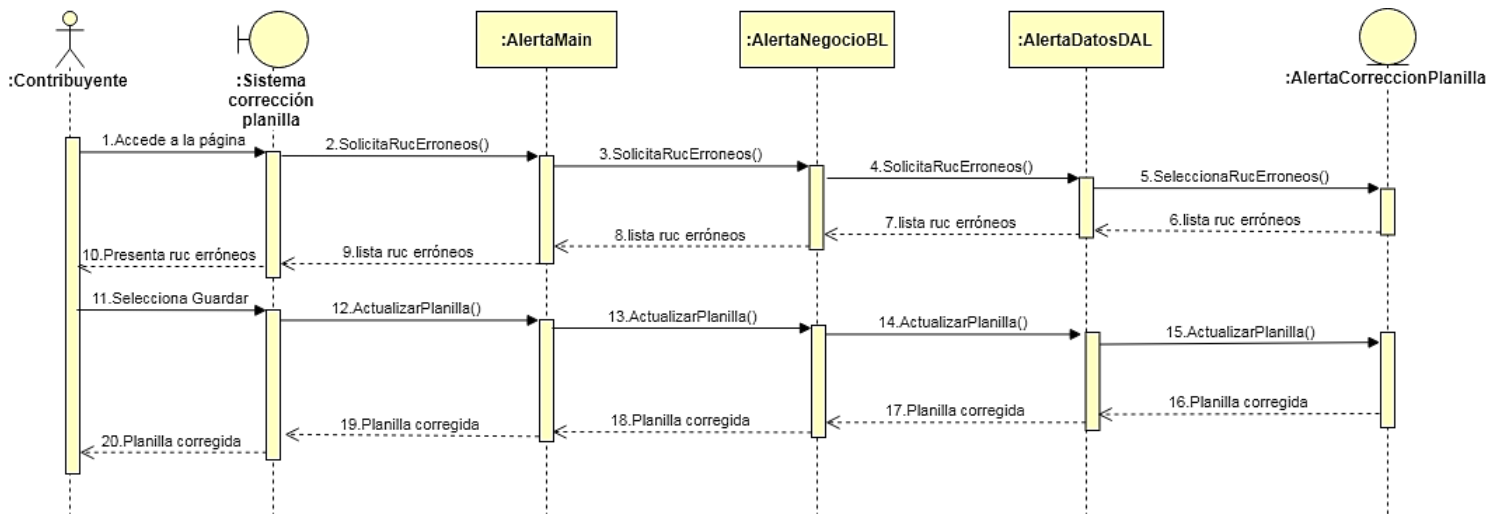 :Contribuyente
:Sistema
corrección
planilla
:AlertaMain
:AlertaNegocioBL
:AlertaDatosDAL
:AlertaCorreccionPlanilla
1.Accede a la página
2.SolicitaRucErroneos()
3.SolicitaRucErroneos()
4.SolicitaRucErroneos()
5.SeleccionaRucErroneos()
6.lista ruc erróneos
7.lista ruc erróneos
8.lista ruc erróneos
9.lista ruc erróneos
10.Presenta ruc erróneos
11.Selecciona Guardar
12.ActualizarPlanilla()
13.ActualizarPlanilla()
14.ActualizarPlanilla()
15.ActualizarPlanilla()
16.Planilla corregida
17.Planilla corregida
18.Planilla corregida
19.Planilla corregida
20.Planilla corregida